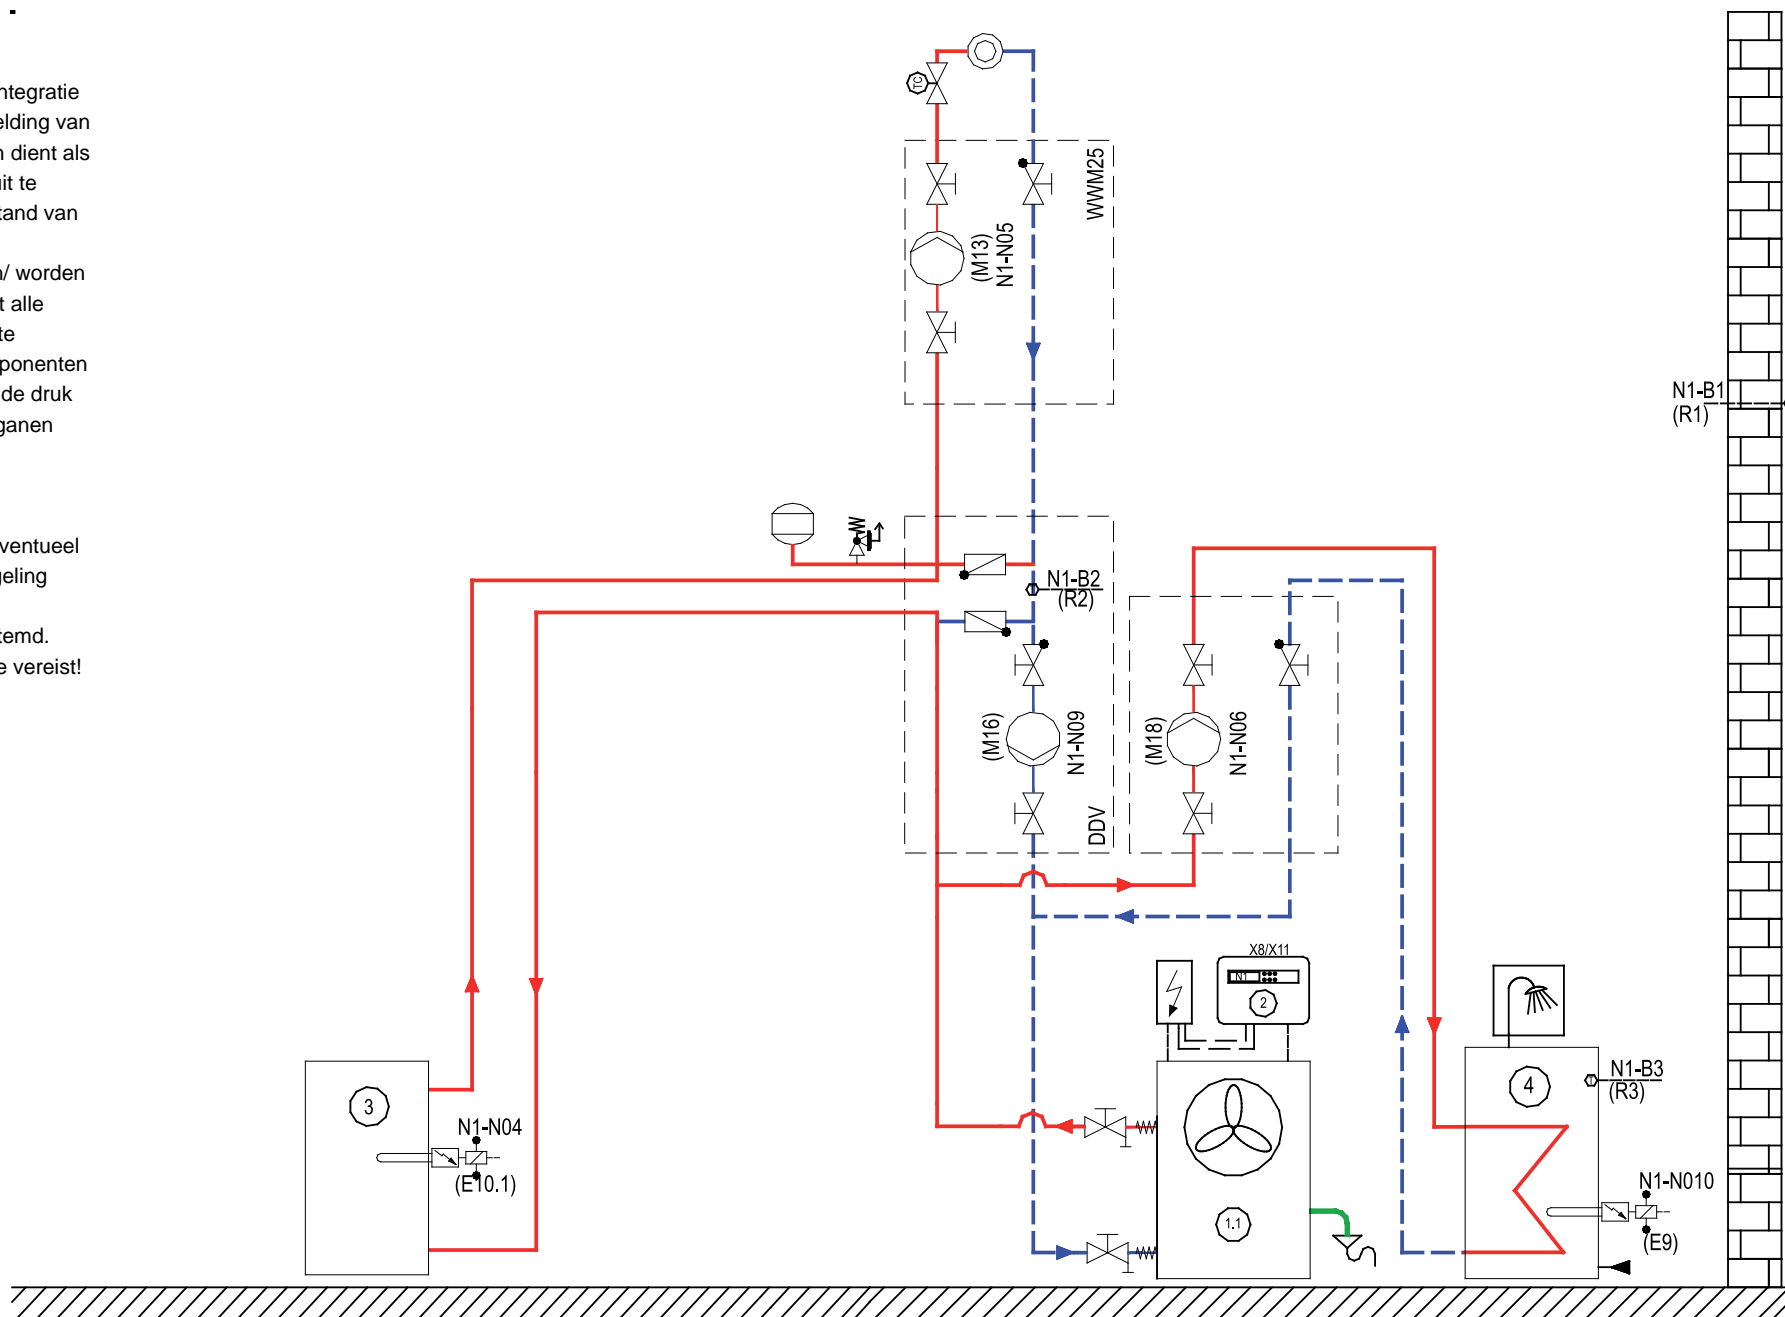 ntegratie
elding van
n dient als
uit te
tand van
n/ worden
t alle
te
ponenten
de druk
ganen
ventueel
geling
temd.
e vereist!
TC
WWM25
(M13)
N1-N05
N1-B1
(R1)
N1-B2
(R2)
(M16)
N1-N09
DDV
(M18)
N1-N06
X8/X11
N1
2
3
N1-N04
(E10.1)
1.1
4
N1-B3
(R3)
N1-N010
(E9)